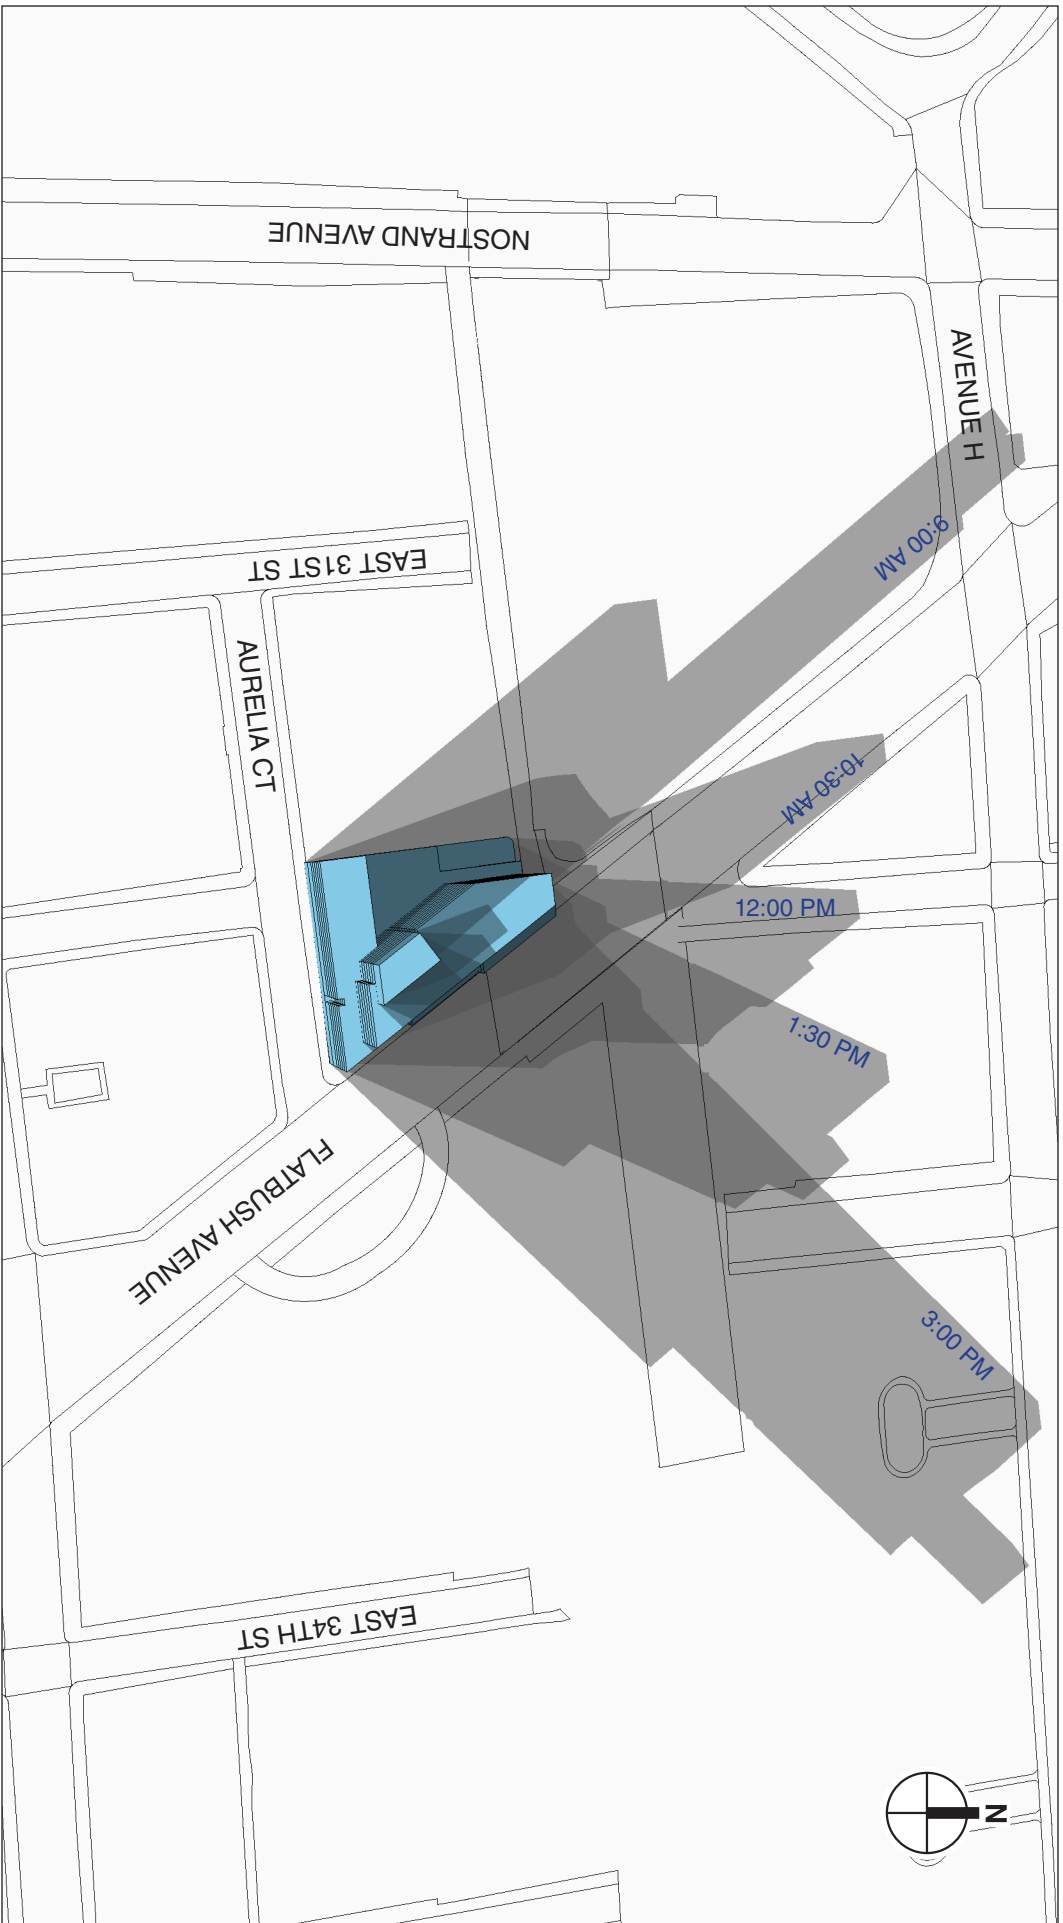 NOSTRAND AVENUE
AVENUE H
EAST 31ST ST
9:00 AM
AURELIA CT
10:30 AM
12:00 PM
1:30 PM
FLATBUSH AVENUE
3:00 PM
EAST 34TH ST
N